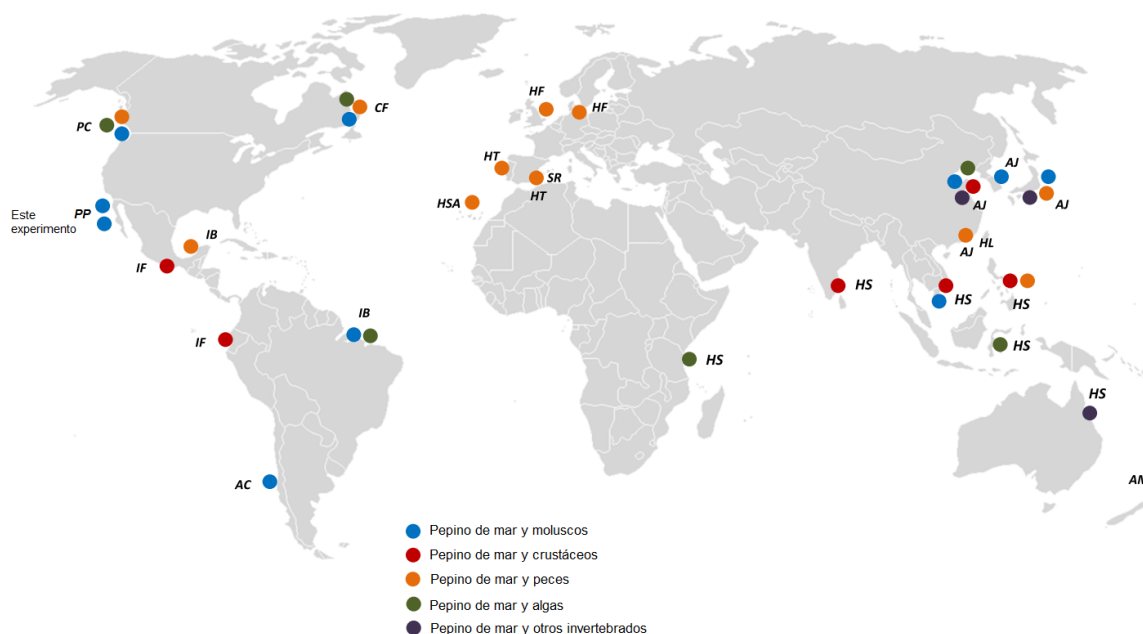 HF
HF
CF
PC
HT
SR
HT
HSA
AJ
AJ
AJ
HL
AJ
Este
experimento
PP
IB
IF
HS
HS
HS
IB
IF
HS
HS
HS
AC
AM
Pepino de mar y moluscos
Pepino de mar y crustáceos
Pepino de mar y peces
Pepino de mar y algas
Pepino de mar y otros invertebrados